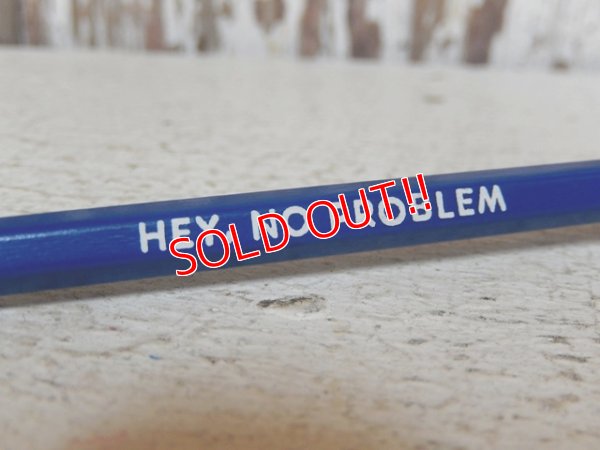 HEY, NO PROBLEM
SOLD OUT!!